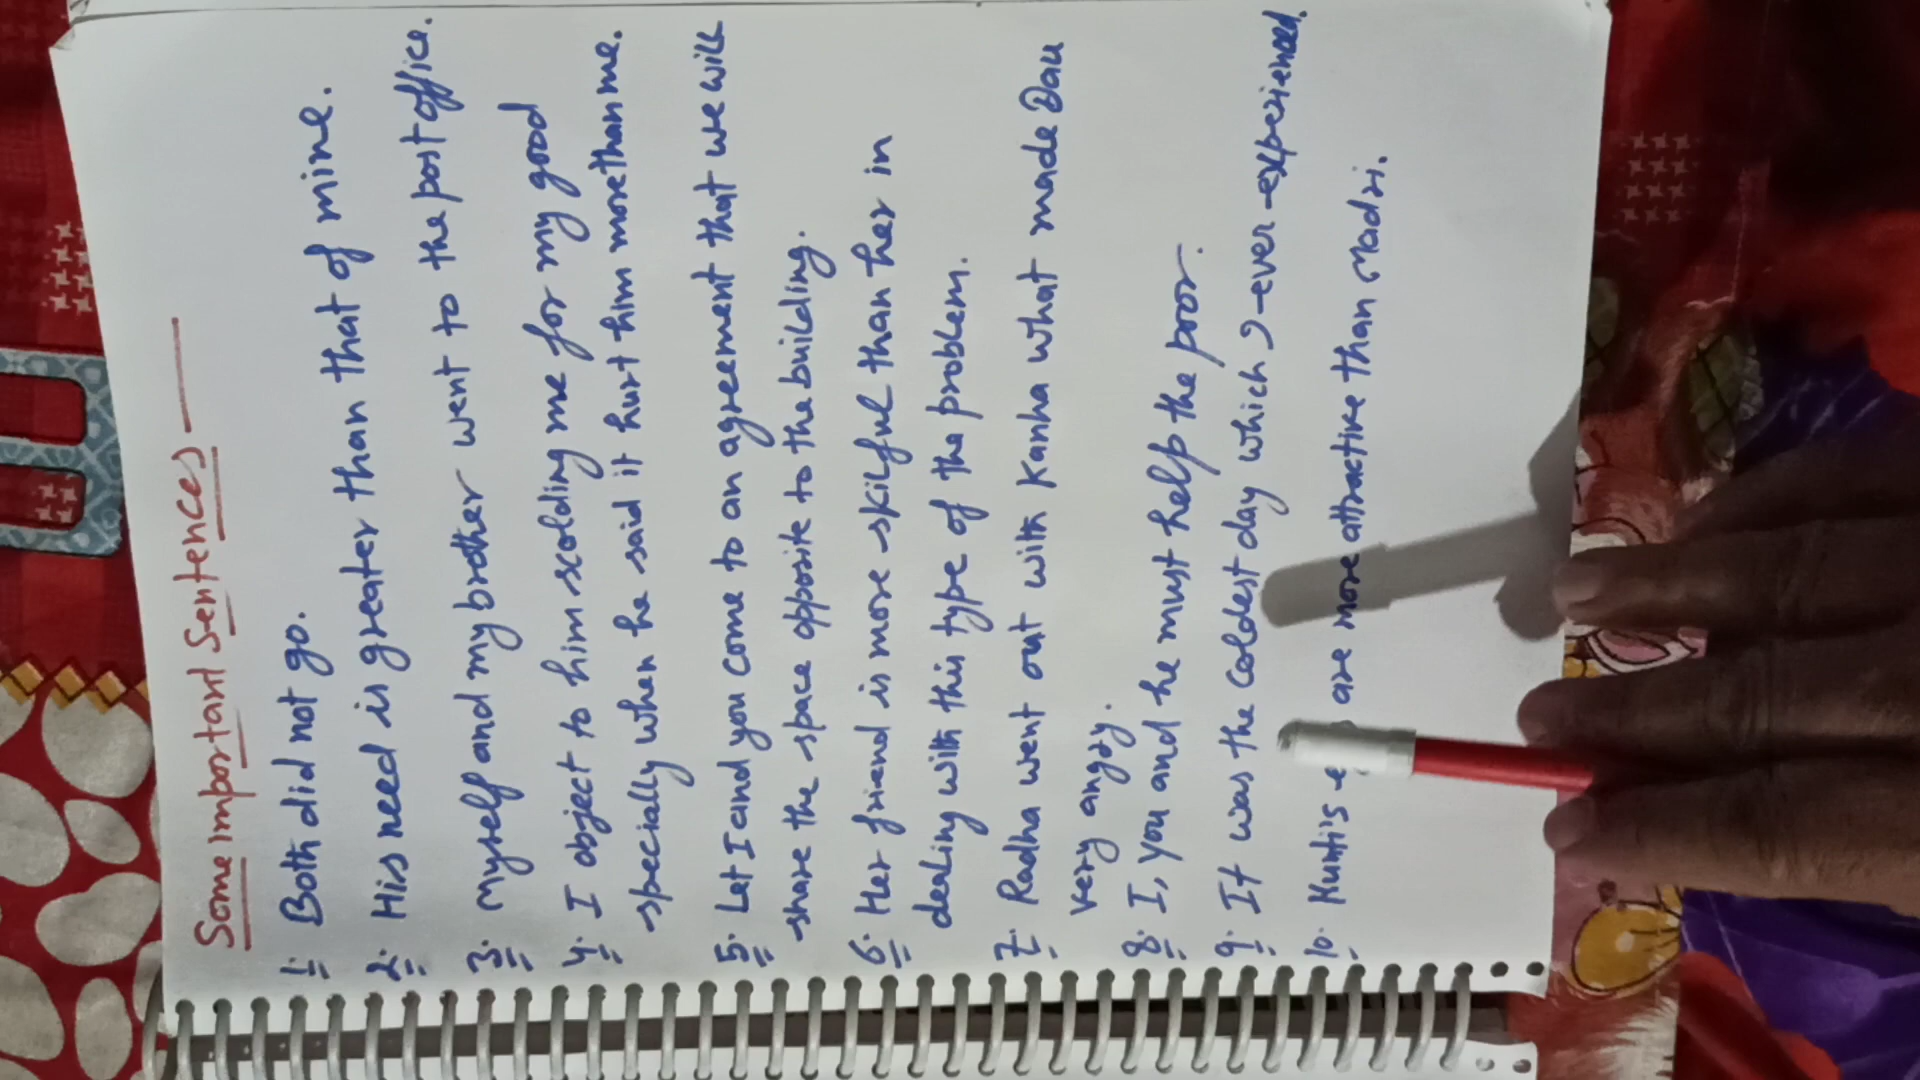 Some important Sentences
1. Both did not go.
2. His need is greater than that of mine.
3. Myself and my brother went to the post office.
4. I object to him scolding me for my good
specially when he said it hurt him more than me.
5. Let I and you come to an agreement that we will
share the space opposite to the building.
6. Her friend is more skilful than her in
dealing with this type of the problem.
7. Radha went out with Kanha what made Dau
very angry.
8. I, you and he must help the poor.
9. It was the coldest day which I ever experienced.
10. Kunti's are more attractive than Madri.